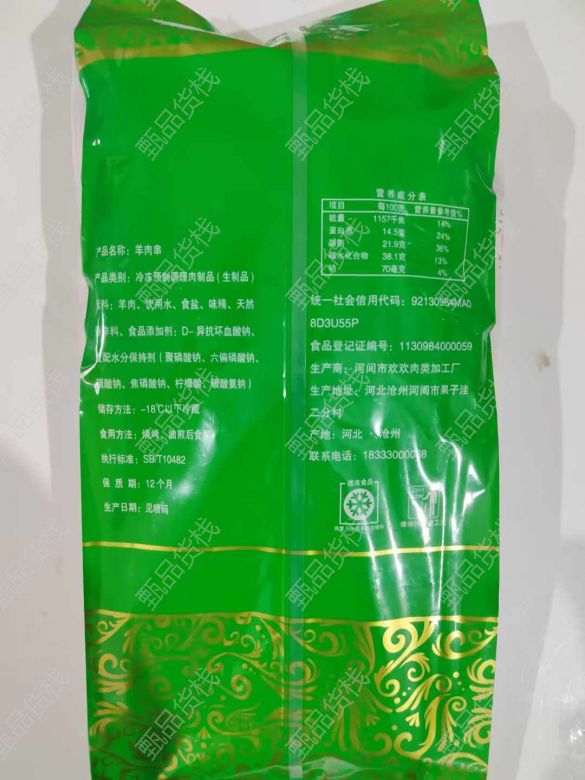 产品名称：羊肉串
产品类别：冷冻预制调理肉制品（生制品）
料：羊肉、饮用水、食盐、味精、天然
辛料、食品添加剂：D-异抗坏血酸钠、
配水分保持剂（聚磷酸钠、六偏磷酸钠、
酸钠、焦磷酸钠、柠檬酸、碳酸氢钠）
储存方法：-18℃以下冷藏
食用方法：烧烤、油煎后食用
执行标准：SB/T10482
保 质 期：12个月
生产日期：见喷码
营养成分表
项目 每100克 营养素参考值%
能量 1157千焦 14%
蛋白质 14.5克 24%
脂肪 21.9克 36%
碳水化合物 38.1克 13%
钠 70毫克 4%
统一社会信用代码：92130984MA0
8D3U55P
食品登记证编号：1130984000059
生产商：河间市欢欢肉类加工厂
生产地址：河北沧州河间市果子洼
二分村
产地：河北·沧州
联系电话：18333000038
速冻食品
甄品货栈